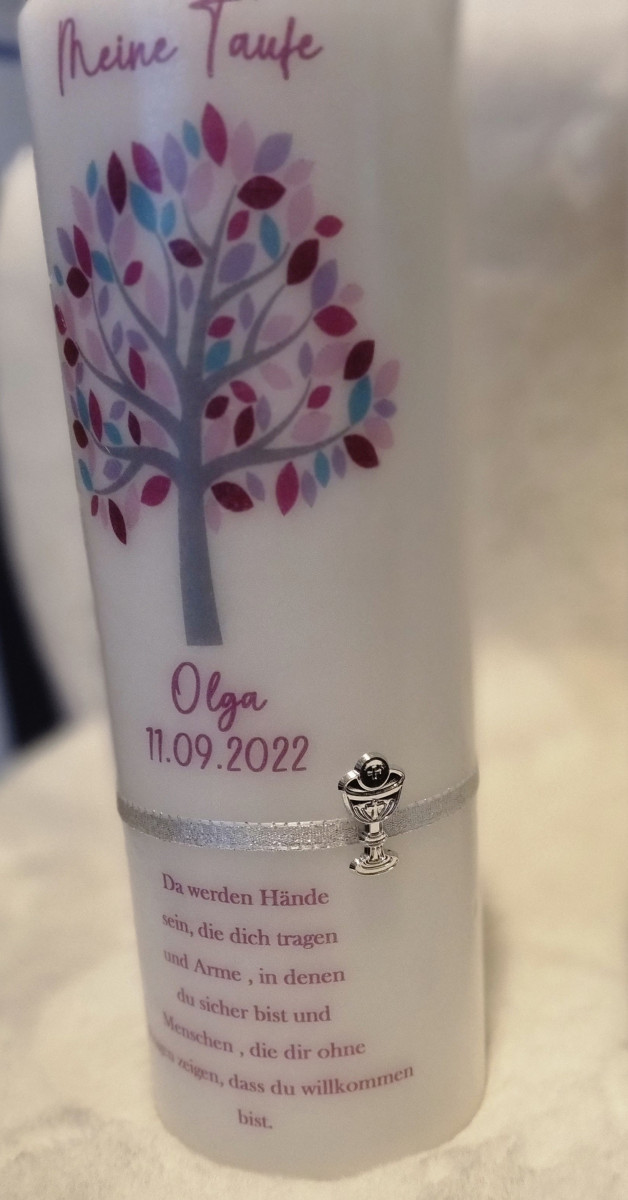 Meine Taufe
Olga
11.09.2022
Da werden Hände
sein, die dich tragen
und Arme , in denen
du sicher bist und
Menschen , die dir ohne
zeigen, dass du willkommen
bist.